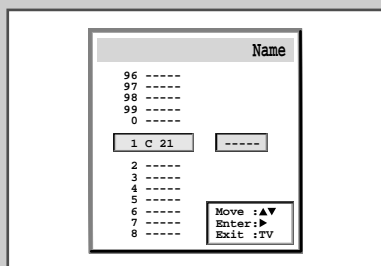 Name
96 -----
97 -----
98 -----
99 -----
0 -----
1 C 21 -----
2 -----
3 -----
4 -----
5 -----
6 -----
7 -----
8 -----
Move :▲▼
Enter:▶
Exit :TV